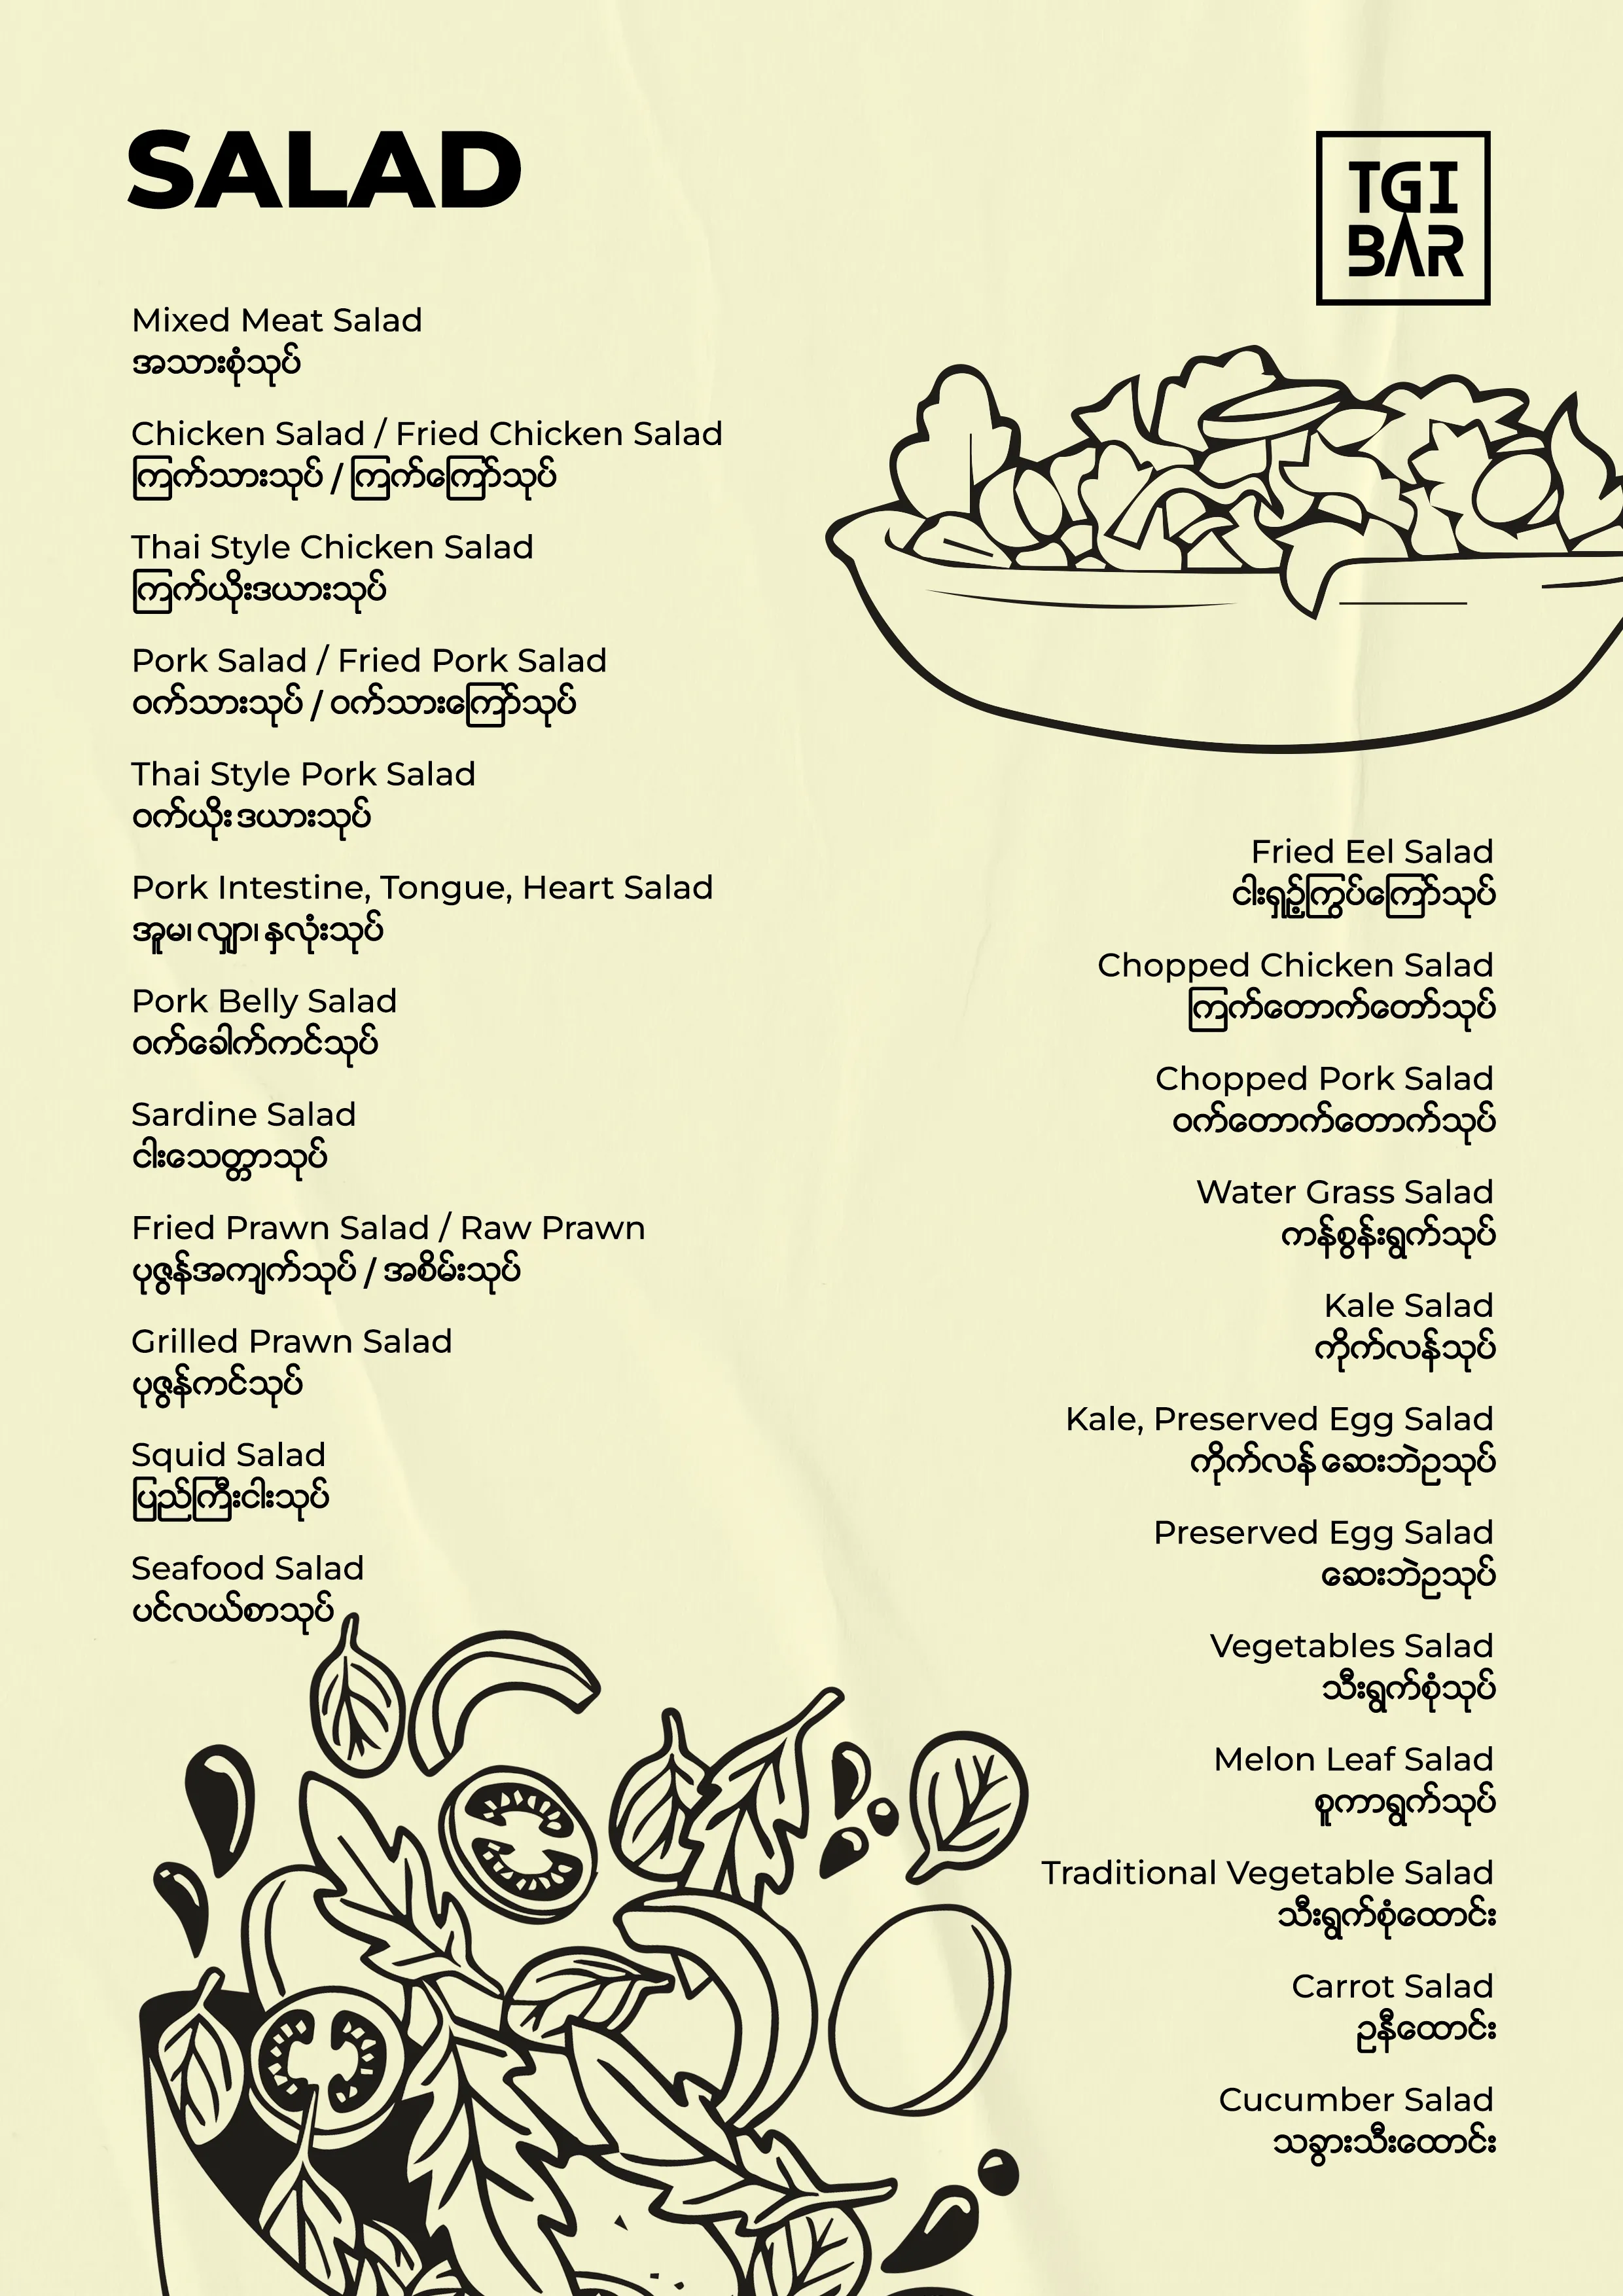 SALAD
TGI
BAR
Mixed Meat Salad
အသားစုံသုပ်
Chicken Salad / Fried Chicken Salad
ကြက်သားသုပ် / ကြက်ကြော်သုပ်
Thai Style Chicken Salad
ကြက်ယိုးဒယားသုပ်
Pork Salad / Fried Pork Salad
ဝက်သားသုပ် / ဝက်သားကြော်သုပ်
Thai Style Pork Salad
ဝက်ယိုး ဒယားသုပ်
Pork Intestine, Tongue, Heart Salad
အူမ၊ လျှာ၊ နှလုံးသုပ်
Pork Belly Salad
ဝက်ခေါက်ကင်သုပ်
Sardine Salad
ငါးသေတ္တာသုပ်
Fried Prawn Salad / Raw Prawn
ပုဇွန်အကျက်သုပ် / အစိမ်းသုပ်
Grilled Prawn Salad
ပုဇွန်ကင်သုပ်
Squid Salad
ပြည်ကြီးငါးသုပ်
Seafood Salad
ပင်လယ်စာသုပ်
Fried Eel Salad
ငါးရှဉ့်ကြွပ်ကြော်သုပ်
Chopped Chicken Salad
ကြက်တောက်တော်သုပ်
Chopped Pork Salad
ဝက်တောက်တောက်သုပ်
Water Grass Salad
ကန်စွန်းရွက်သုပ်
Kale Salad
ကိုက်လန်သုပ်
Kale, Preserved Egg Salad
ကိုက်လန် ဆေးဘဲဥသုပ်
Preserved Egg Salad
ဆေးဘဲဥသုပ်
Vegetables Salad
သီးရွက်စုံသုပ်
Melon Leaf Salad
စူကာရွက်သုပ်
Traditional Vegetable Salad
သီးရွက်စုံထောင်း
Carrot Salad
ဥနီထောင်း
Cucumber Salad
သခွားသီးထောင်း